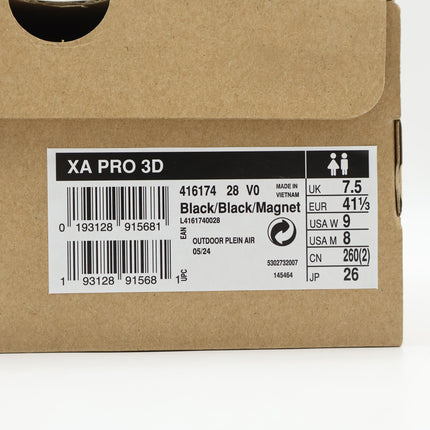 XA PRO 3D
416174 28 V0
MADE IN
VIETNAM
Black/Black/Magnet
L4161740028
EAN
0 193128 915681
OUTDOOR PLEIN AIR
05/24
5302732007
145464
1 93128 91568 1
UPC
UK 7.5
EUR 41 1/3
USA W 9
USA M 8
CN 260(2)
JP 26